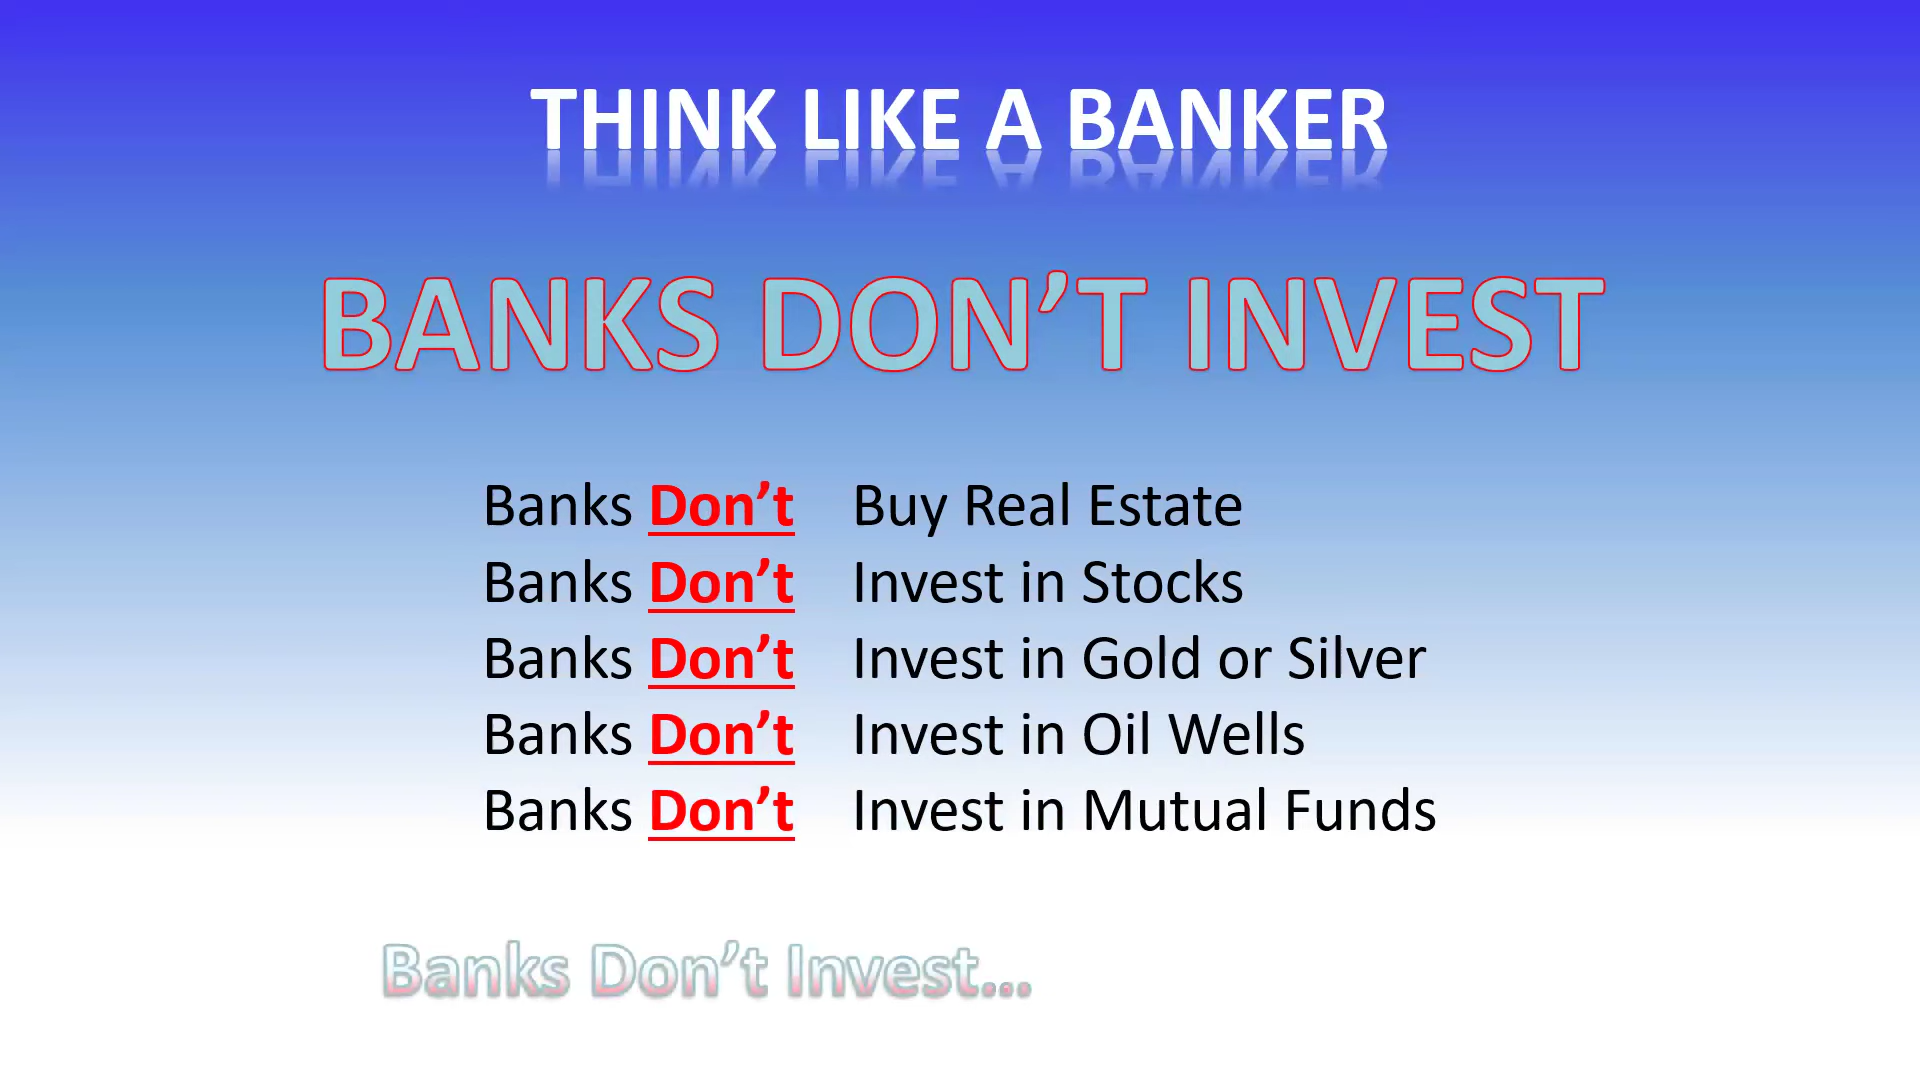 THINK LIKE A BANKER
BANKS DON’T INVEST
Banks Don’t Buy Real Estate
Banks Don’t Invest in Stocks
Banks Don’t Invest in Gold or Silver
Banks Don’t Invest in Oil Wells
Banks Don’t Invest in Mutual Funds
Banks Don’t Invest...